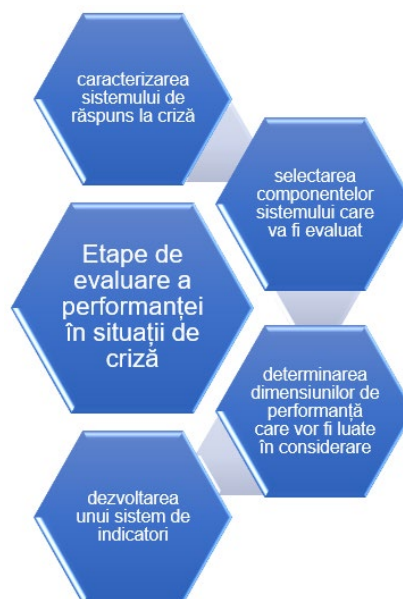 caracterizarea
sistemului de
răspuns la criză
selectarea
componentelor
sistemului care
va fi evaluat
Etape de
evaluare a
performanței
în situații de
criză
determinarea
dimensiunilor de
performanță
care vor fi luate
în considerare
dezvoltarea
unui sistem de
indicatori